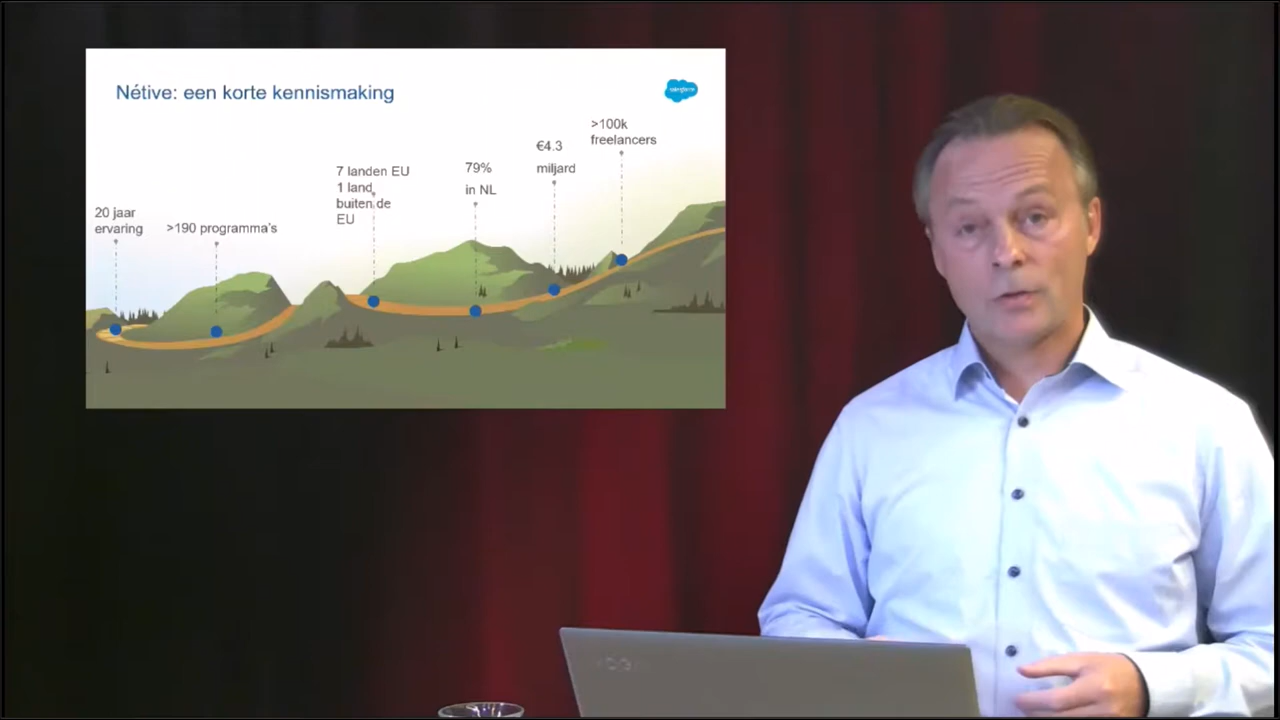 Nétive: een korte kennismaking
salesforce
>100k
freelancers
€4.3
miljard
7 landen EU
1 land
buiten de
EU
79%
in NL
20 jaar
ervaring
>190 programma's